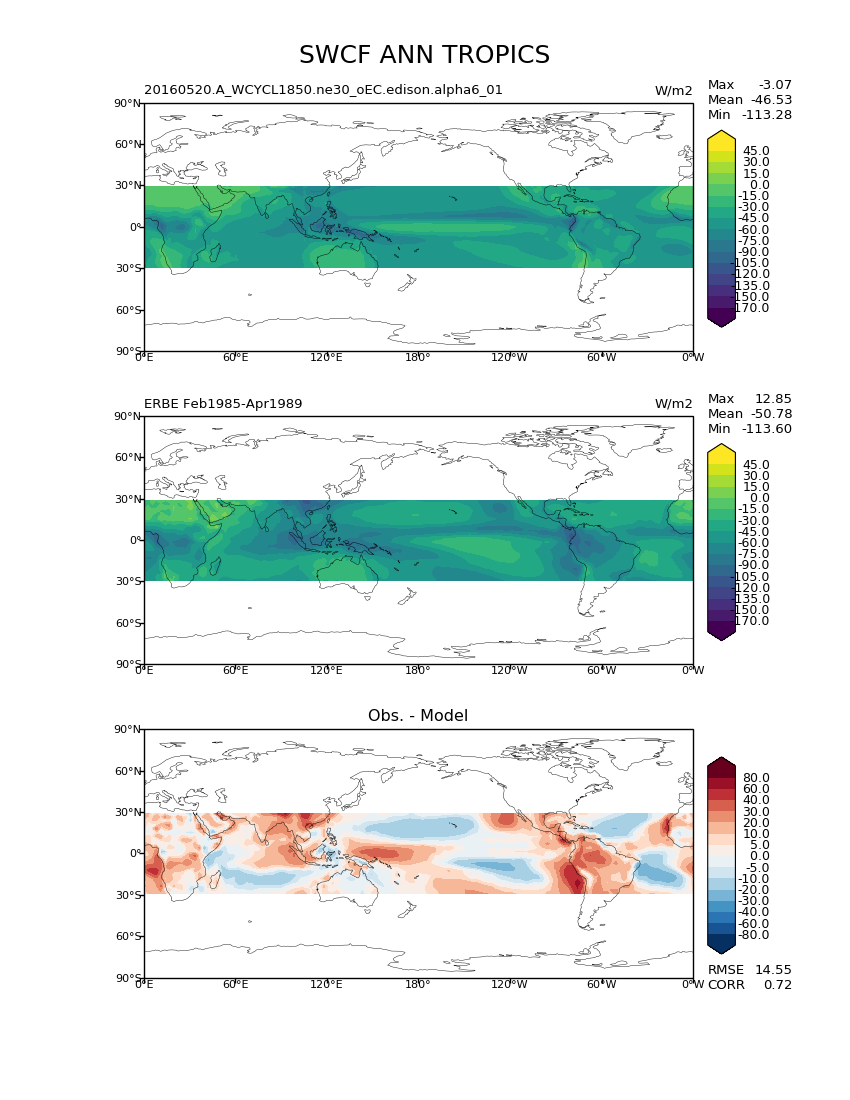 SWCF ANN TROPICS
20160520.A_WCYCL1850.ne30_oEC.edison.alpha6_01 W/m2
Max -3.07
Mean -46.53
Min -113.28
90°N
60°N
30°N
0°
30°S
60°S
90°S
0°E 60°E 120°E 180° 120°W 60°W 0°W
45.0
30.0
15.0
0.0
-15.0
-30.0
-45.0
-60.0
-75.0
-90.0
-105.0
-120.0
-135.0
-150.0
-170.0
ERBE Feb1985-Apr1989 W/m2
Max 12.85
Mean -50.78
Min -113.60
90°N
60°N
30°N
0°
30°S
60°S
90°S
0°E 60°E 120°E 180° 120°W 60°W 0°W
45.0
30.0
15.0
0.0
-15.0
-30.0
-45.0
-60.0
-75.0
-90.0
-105.0
-120.0
-135.0
-150.0
-170.0
Obs. - Model
90°N
60°N
30°N
0°
30°S
60°S
90°S
0°E 60°E 120°E 180° 120°W 60°W 0°W
80.0
60.0
40.0
30.0
20.0
10.0
5.0
0.0
-5.0
-10.0
-20.0
-30.0
-40.0
-60.0
-80.0
RMSE 14.55
CORR 0.72